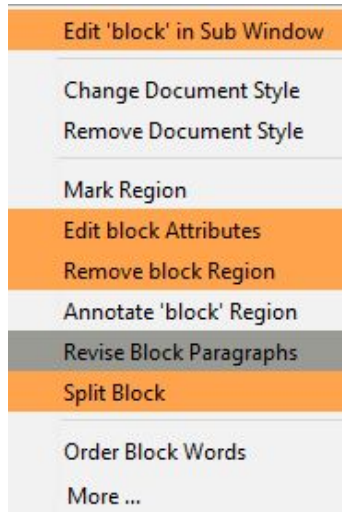 Edit 'block' in Sub Window
Change Document Style
Remove Document Style
Mark Region
Edit block Attributes
Remove block Region
Annotate 'block' Region
Revise Block Paragraphs
Split Block
Order Block Words
More ...